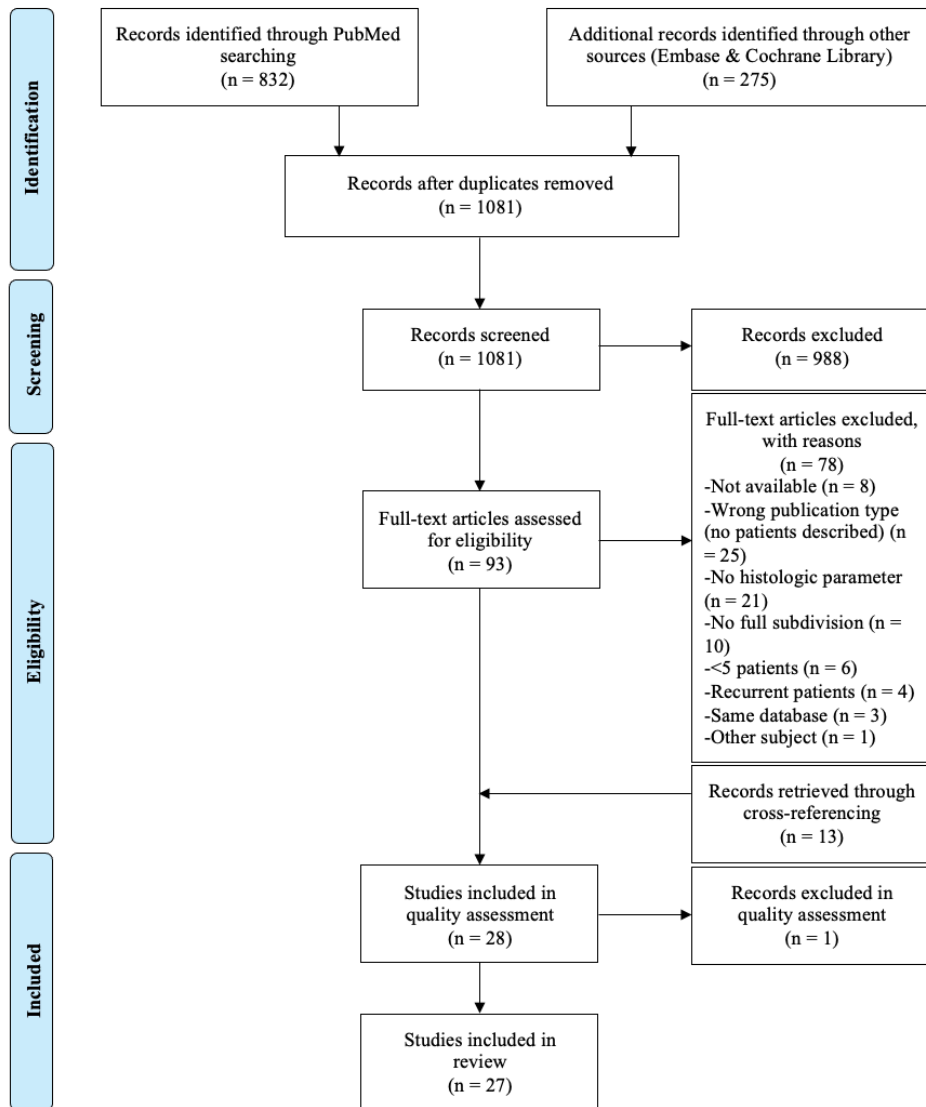 Identification
Records identified through PubMed
searching
(n = 832)
Additional records identified through other
sources (Embase & Cochrane Library)
(n = 275)
Records after duplicates removed
(n = 1081)
Screening
Records screened
(n = 1081)
Records excluded
(n = 988)
Eligibility
Full-text articles assessed
for eligibility
(n = 93)
Full-text articles excluded,
with reasons
(n = 78)
-Not available (n = 8)
-Wrong publication type
(no patients described) (n
= 25)
-No histologic parameter
(n = 21)
-No full subdivision (n =
10)
-<5 patients (n = 6)
-Recurrent patients (n = 4)
-Same database (n = 3)
-Other subject (n = 1)
Records retrieved through
cross-referencing
(n = 13)
Included
Studies included in
quality assessment
(n = 28)
Records excluded in
quality assessment
(n = 1)
Studies included in
review
(n = 27)